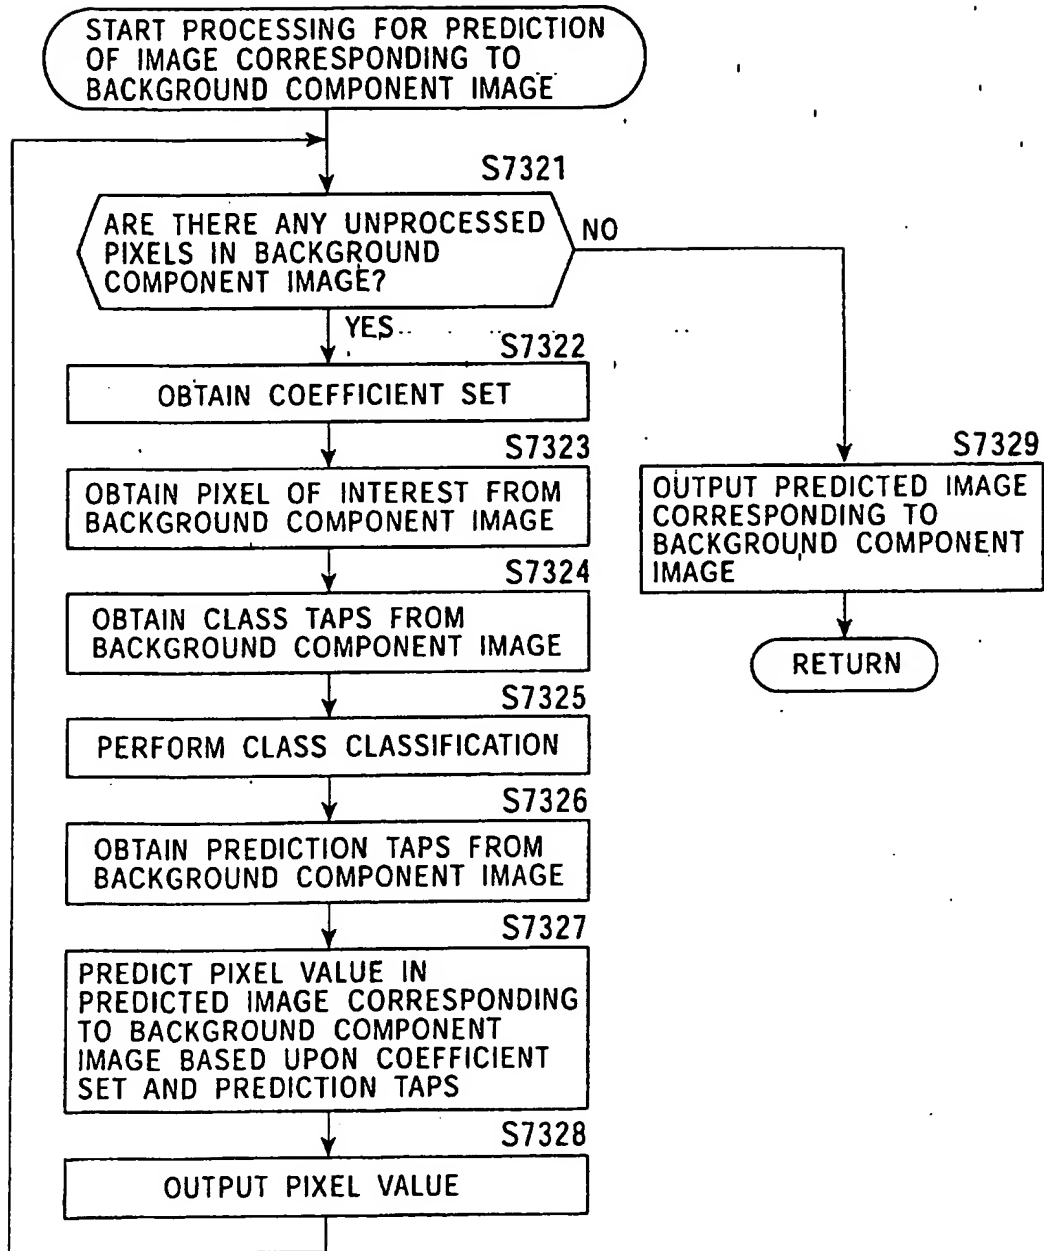 START PROCESSING FOR PREDICTION
OF IMAGE CORRESPONDING TO
BACKGROUND COMPONENT IMAGE
S7321
ARE THERE ANY UNPROCESSED
PIXELS IN BACKGROUND
COMPONENT IMAGE?
NO
YES
S7322
OBTAIN COEFFICIENT SET
S7323
OBTAIN PIXEL OF INTEREST FROM
BACKGROUND COMPONENT IMAGE
S7324
OBTAIN CLASS TAPS FROM
BACKGROUND COMPONENT IMAGE
S7325
PERFORM CLASS CLASSIFICATION
S7326
OBTAIN PREDICTION TAPS FROM
BACKGROUND COMPONENT IMAGE
S7327
PREDICT PIXEL VALUE IN
PREDICTED IMAGE CORRESPONDING
TO BACKGROUND COMPONENT
IMAGE BASED UPON COEFFICIENT
SET AND PREDICTION TAPS
S7328
OUTPUT PIXEL VALUE
S7329
OUTPUT PREDICTED IMAGE
CORRESPONDING TO
BACKGROUND COMPONENT
IMAGE
RETURN